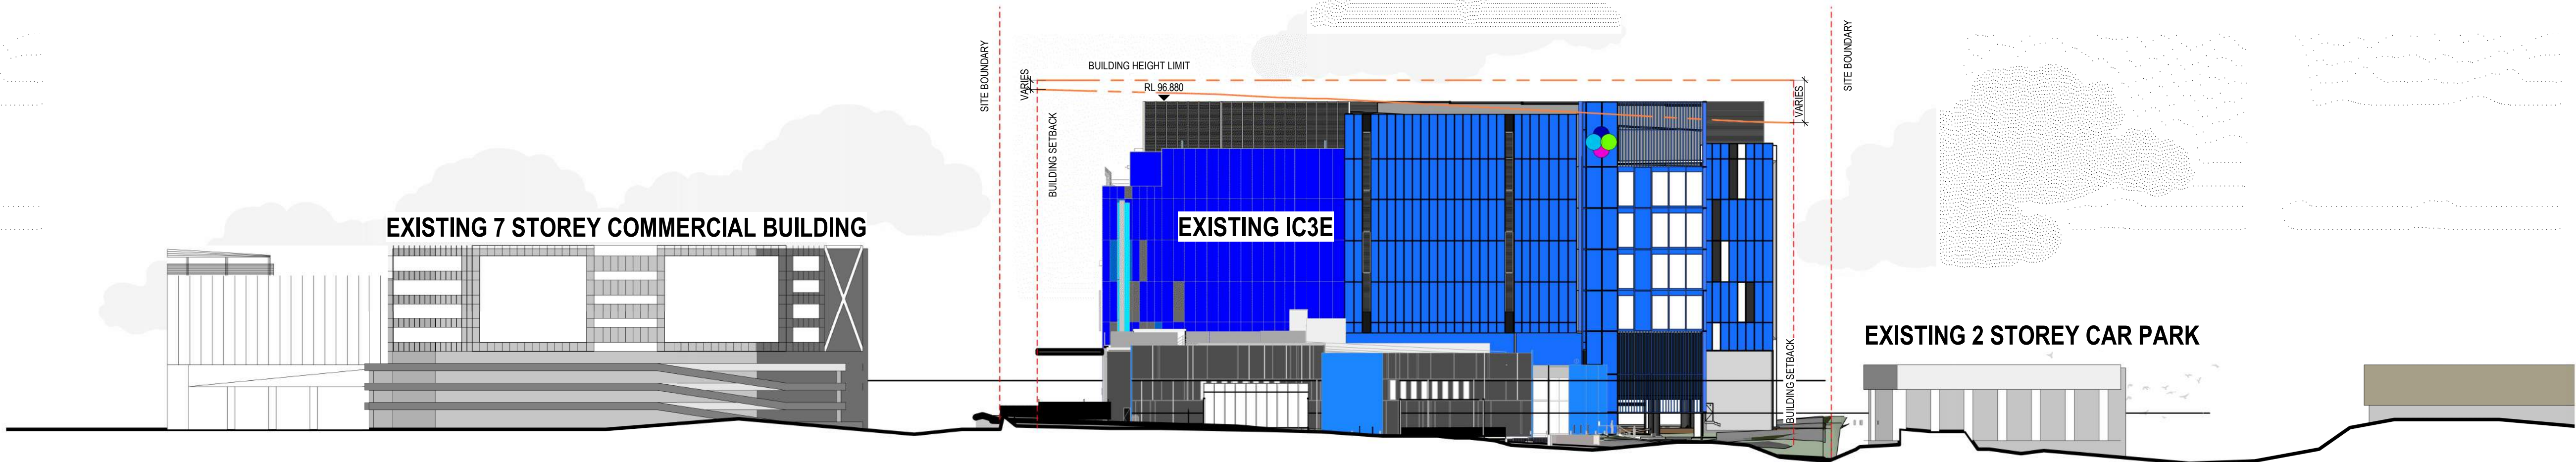 SITE BOUNDARY
VARIES
BUILDING HEIGHT LIMIT
RL 96.880
BUILDING SETBACK
VARIES
SITE BOUNDARY
EXISTING 7 STOREY COMMERCIAL BUILDING
EXISTING IC3E
EXISTING 2 STOREY CAR PARK
BUILDING SETBACK